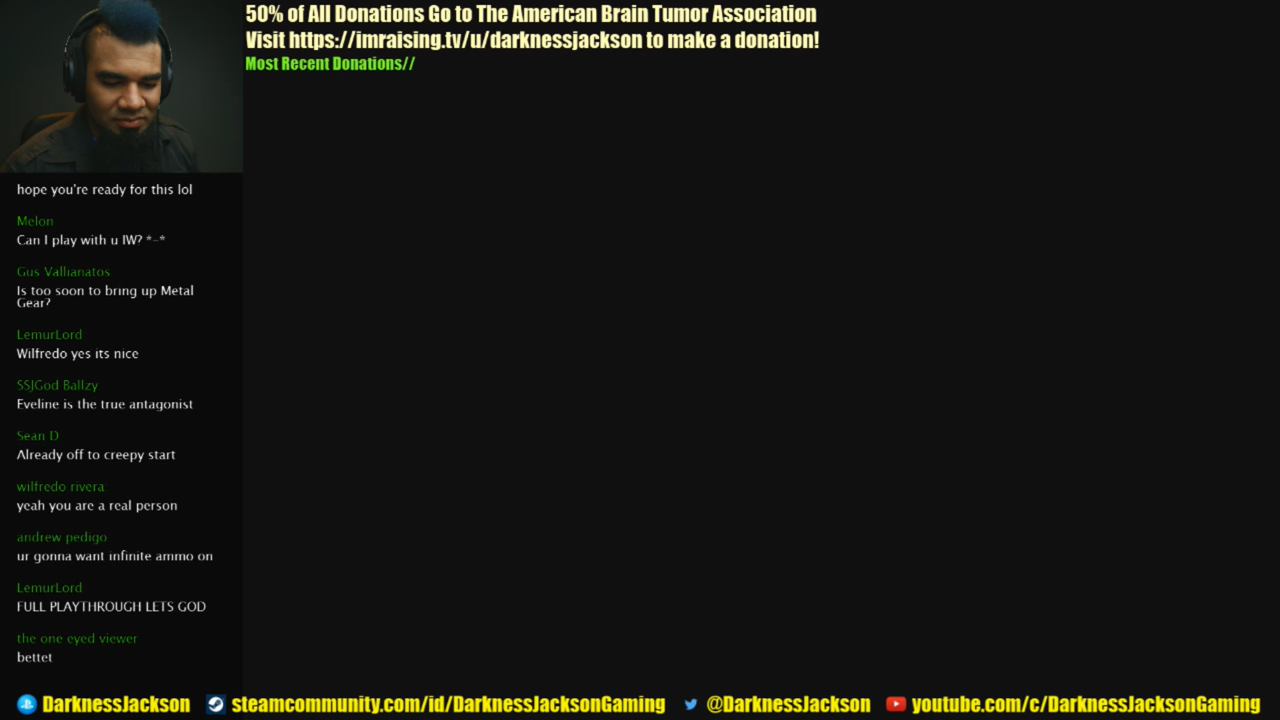 50% of All Donations Go to The American Brain Tumor Association
Visit https://imraising.tv/u/darknessjackson to make a donation!
Most Recent Donations//
hope you're ready for this lol
Melon
Can I play with u IW? *-*
Gus Vallianatos
Is too soon to bring up Metal
Gear?
LemurLord
Wilfredo yes its nice
SSJGod Ballzy
Eveline is the true antagonist
Sean D
Already off to creepy start
wilfredo rivera
yeah you are a real person
andrew pedigo
ur gonna want infinite ammo on
LemurLord
FULL PLAYTHROUGH LETS GOD
the one eyed viewer
bettet
DarknessJackson steamcommunity.com/id/DarknessJacksonGaming @DarknessJackson youtube.com/c/DarknessJacksonGaming